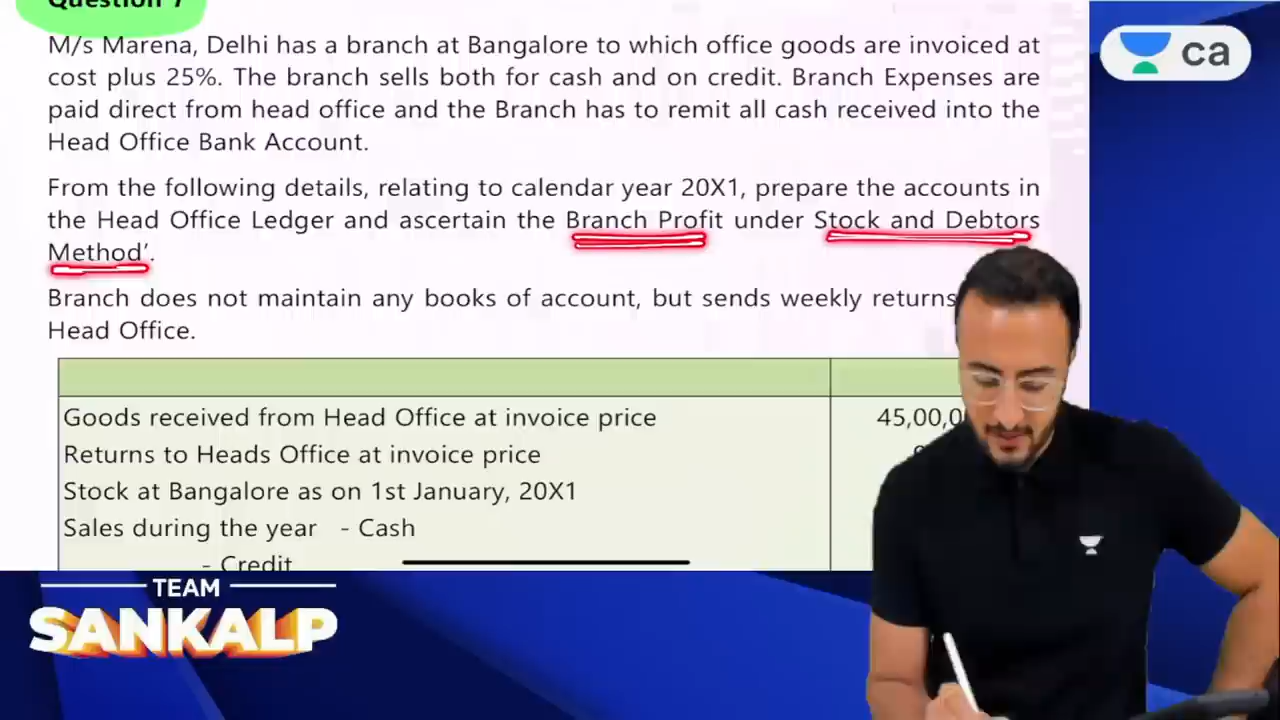 Question 7
M/s Marena, Delhi has a branch at Bangalore to which office goods are invoiced at
cost plus 25%. The branch sells both for cash and on credit. Branch Expenses are
paid direct from head office and the Branch has to remit all cash received into the
Head Office Bank Account.
From the following details, relating to calendar year 20X1, prepare the accounts in
the Head Office Ledger and ascertain the Branch Profit under Stock and Debtors
Method'.
Branch does not maintain any books of account, but sends weekly returns
Head Office.
Goods received from Head Office at invoice price 45,00,0
Returns to Heads Office at invoice price
Stock at Bangalore as on 1st January, 20X1
Sales during the year - Cash
- Credit
ca
TEAM
SANKALP